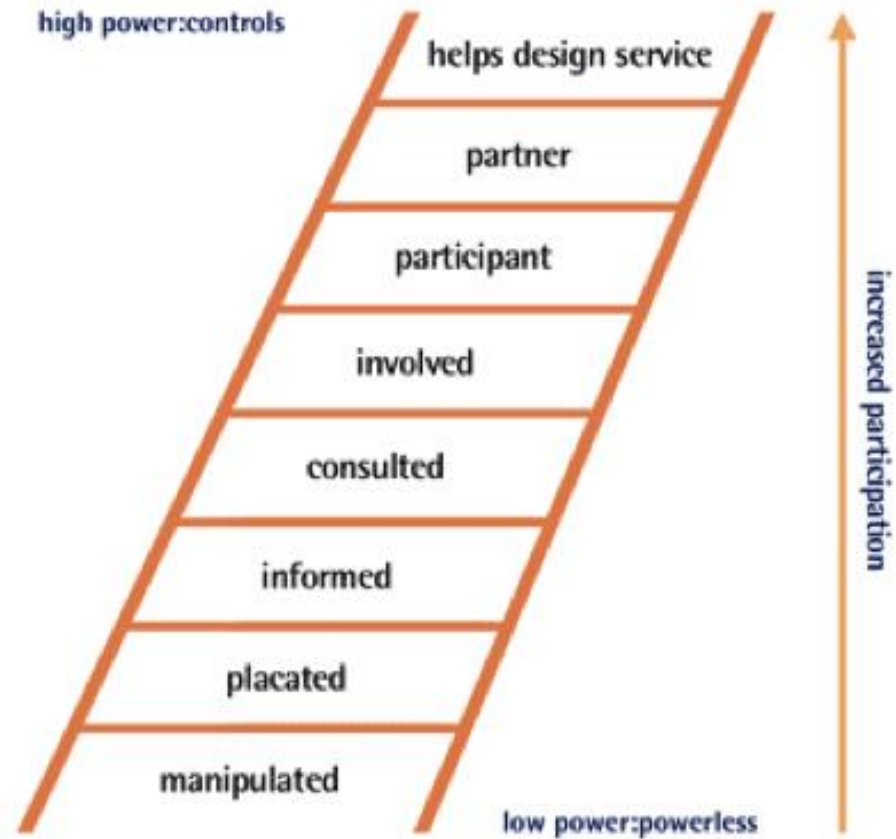 high power:controls
helps design service
partner
participant
involved
consulted
informed
placated
manipulated
low power:powerless
increased participation